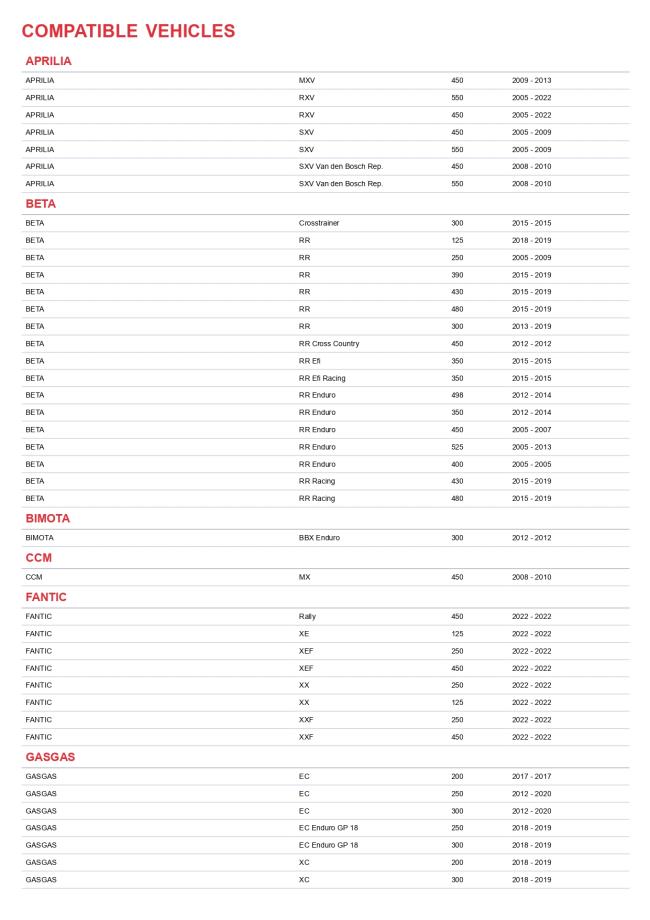 COMPATIBLE VEHICLES
APRILIA
APRILIA MXV 450 2009 - 2013
APRILIA RXV 550 2005 - 2022
APRILIA RXV 450 2005 - 2022
APRILIA SXV 450 2005 - 2009
APRILIA SXV 550 2005 - 2009
APRILIA SXV Van den Bosch Rep. 450 2008 - 2010
APRILIA SXV Van den Bosch Rep. 550 2008 - 2010
BETA
BETA Crosstrainer 300 2015 - 2015
BETA RR 125 2018 - 2019
BETA RR 250 2005 - 2009
BETA RR 390 2015 - 2019
BETA RR 430 2015 - 2019
BETA RR 480 2015 - 2019
BETA RR 300 2013 - 2019
BETA RR Cross Country 450 2012 - 2012
BETA RR Efi 350 2015 - 2015
BETA RR Efi Racing 350 2015 - 2015
BETA RR Enduro 498 2012 - 2014
BETA RR Enduro 350 2012 - 2014
BETA RR Enduro 450 2005 - 2007
BETA RR Enduro 525 2005 - 2013
BETA RR Enduro 400 2005 - 2005
BETA RR Racing 430 2015 - 2019
BETA RR Racing 480 2015 - 2019
BIMOTA
BIMOTA BBX Enduro 300 2012 - 2012
CCM
CCM MX 450 2008 - 2010
FANTIC
FANTIC Rally 450 2022 - 2022
FANTIC XE 125 2022 - 2022
FANTIC XEF 250 2022 - 2022
FANTIC XEF 450 2022 - 2022
FANTIC XX 250 2022 - 2022
FANTIC XX 125 2022 - 2022
FANTIC XXF 250 2022 - 2022
FANTIC XXF 450 2022 - 2022
GASGAS
GASGAS EC 200 2017 - 2017
GASGAS EC 250 2012 - 2020
GASGAS EC 300 2012 - 2020
GASGAS EC Enduro GP 18 250 2018 - 2019
GASGAS EC Enduro GP 18 300 2018 - 2019
GASGAS XC 200 2018 - 2019
GASGAS XC 300 2018 - 2019